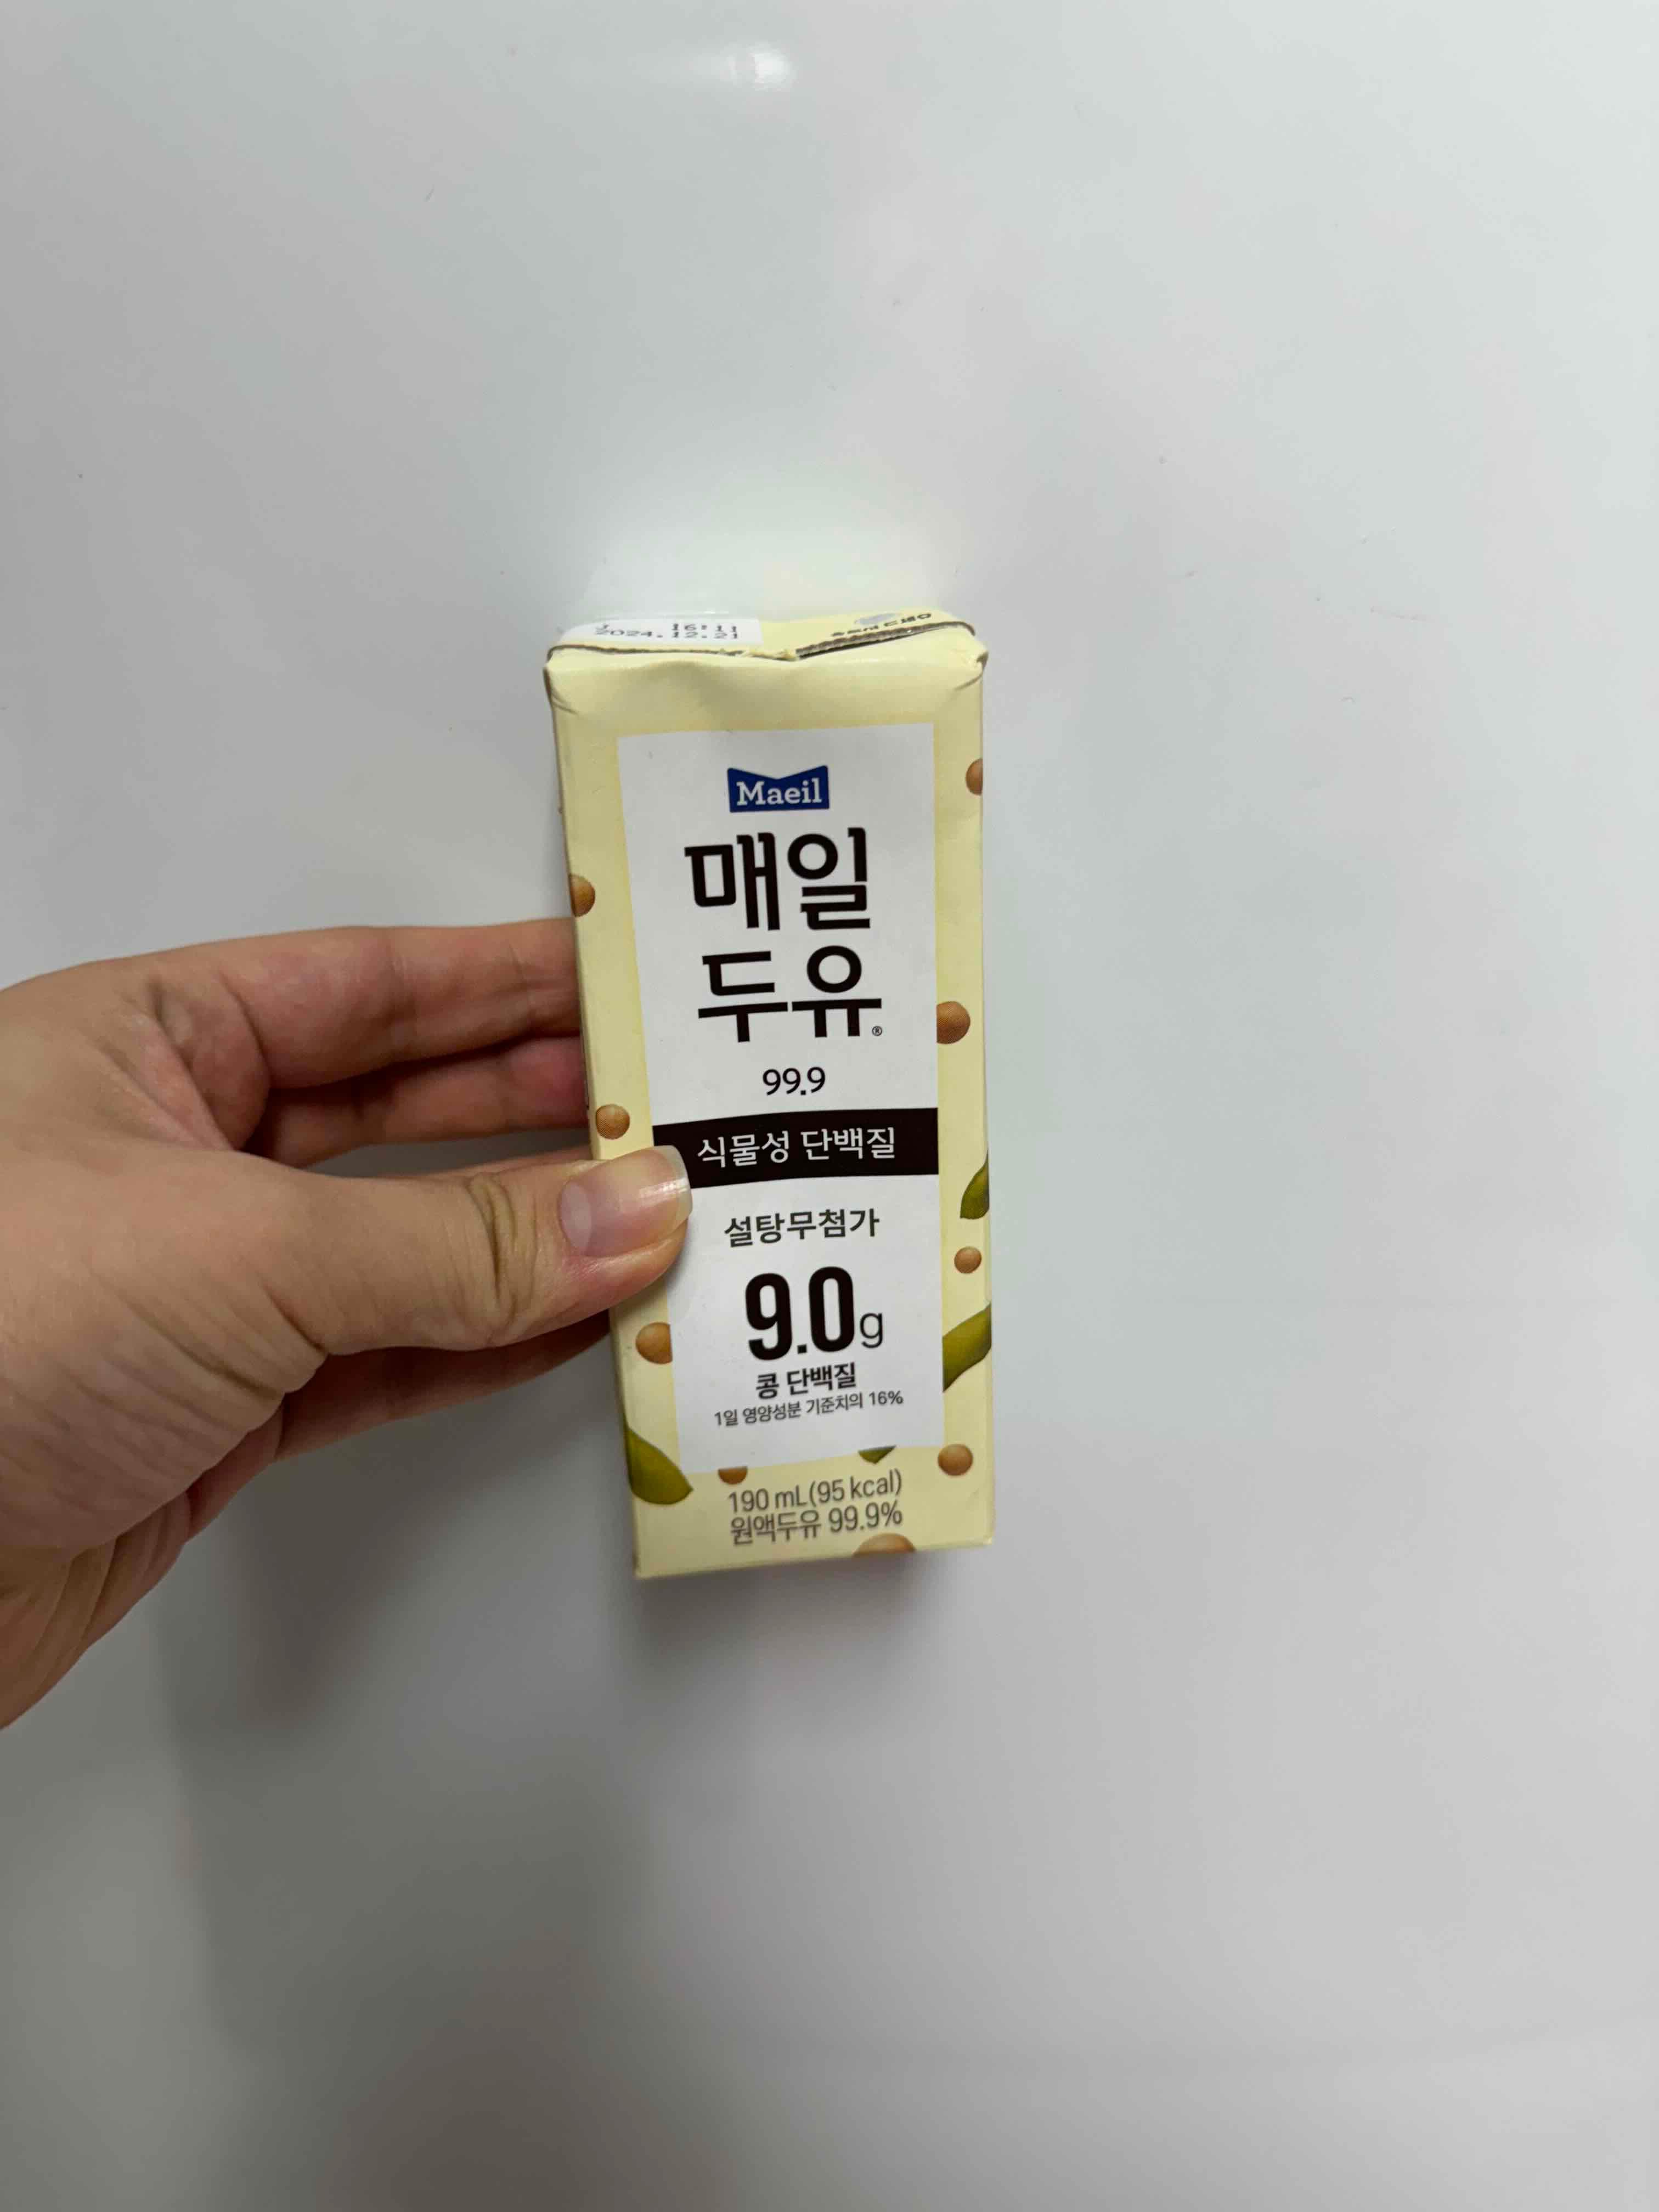 16:11
2024.12.21
Maeil
매일
두유®
99.9
식물성 단백질
설탕무첨가
9.0g
콩 단백질
1일 영양성분 기준치의 16%
190 mL(95 kcal)
원액두유 99.9%